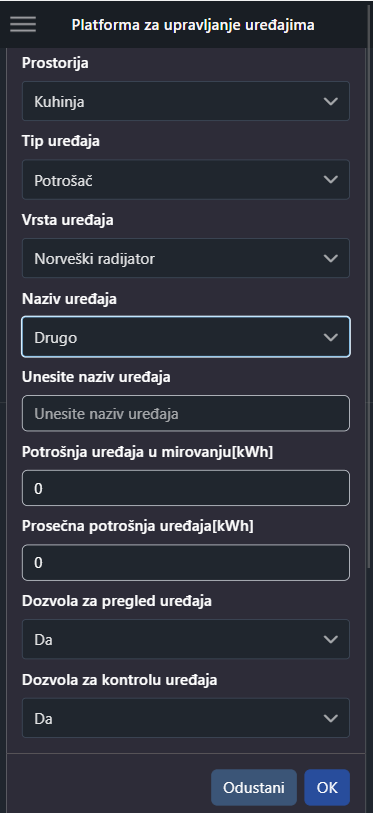 Platforma za upravljanje uređajima
Prostorija
Kuhinja
Tip uređaja
Potrošač
Vrsta uređaja
Norveški radijator
Naziv uređaja
Drugo
Unesite naziv uređaja
Unesite naziv uređaja
Potrošnja uređaja u mirovanju[kWh]
0
Prosečna potrošnja uređaja[kWh]
0
Dozvola za pregled uređaja
Da
Dozvola za kontrolu uređaja
Da
Odustani OK